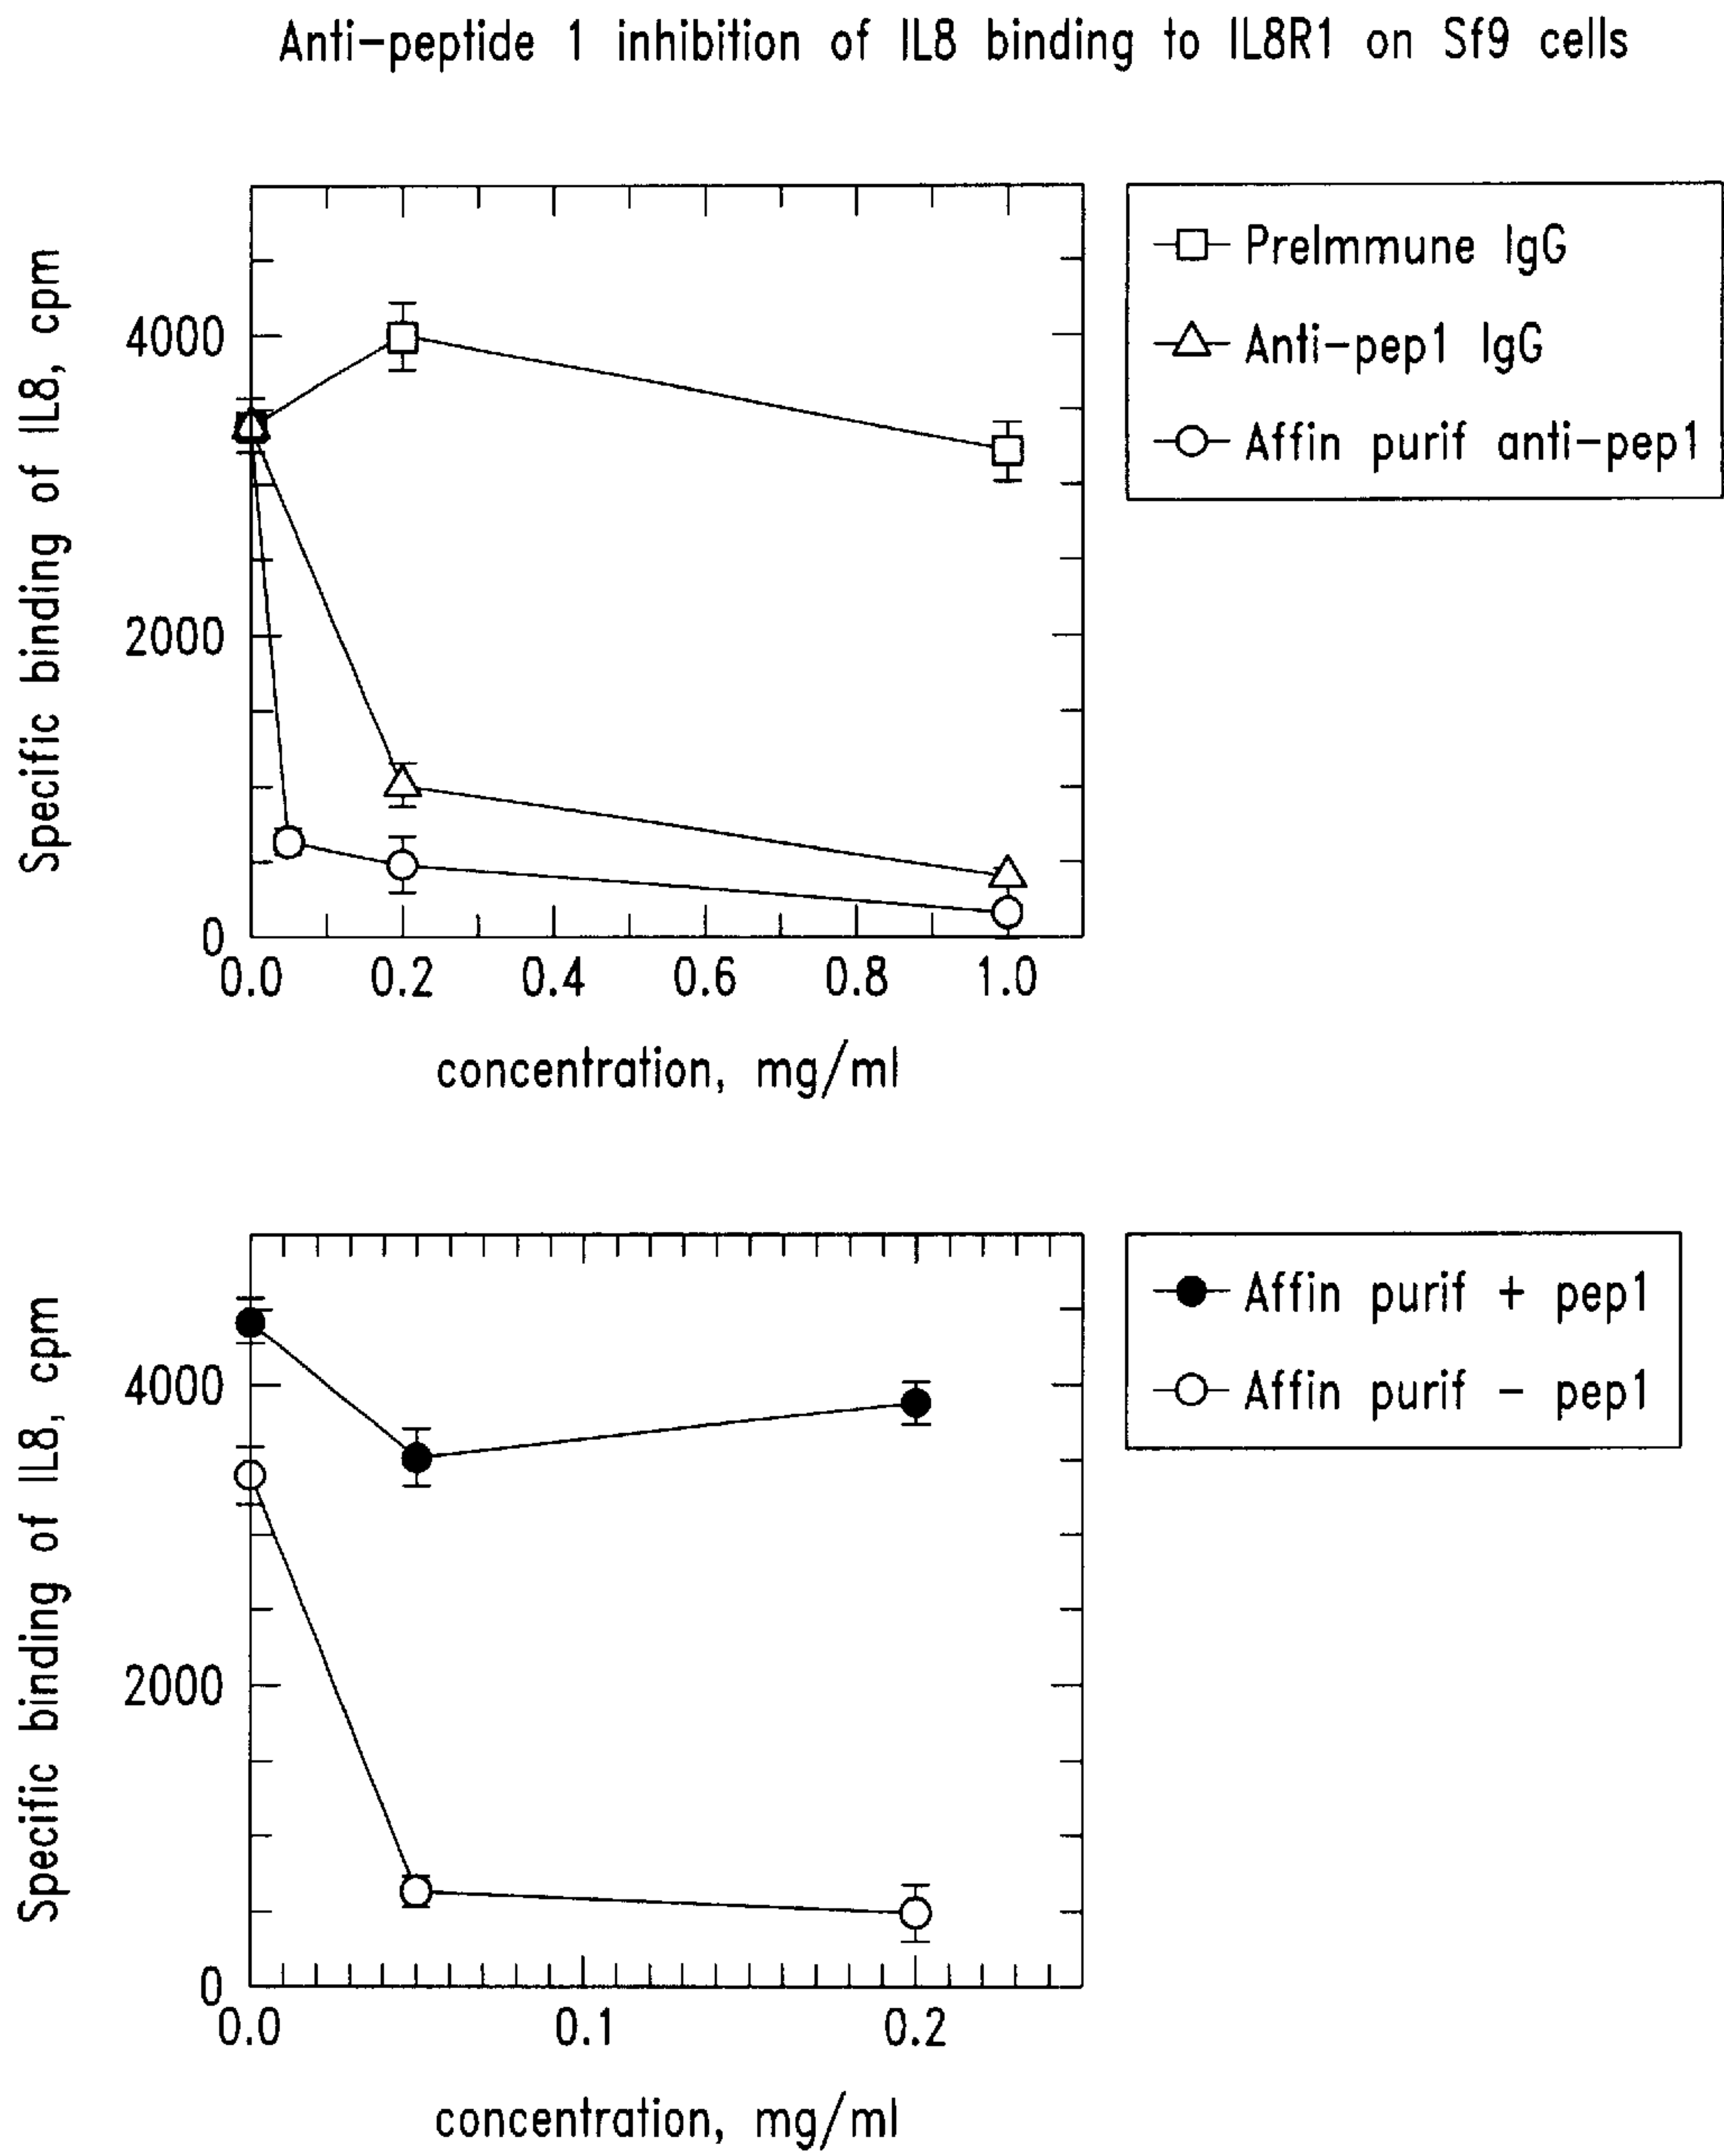 Anti-peptide 1 inhibition of IL8 binding to IL8R1 on Sf9 cells
Specific binding of IL8, cpm
4000
2000
0
0.0 0.2 0.4 0.6 0.8 1.0
concentration, mg/ml
PreImmune IgG
Anti-pep1 IgG
Affin purif anti-pep1
Specific binding of IL8, cpm
4000
2000
0
0.0 0.1 0.2
concentration, mg/ml
Affin purif + pep1
Affin purif - pep1